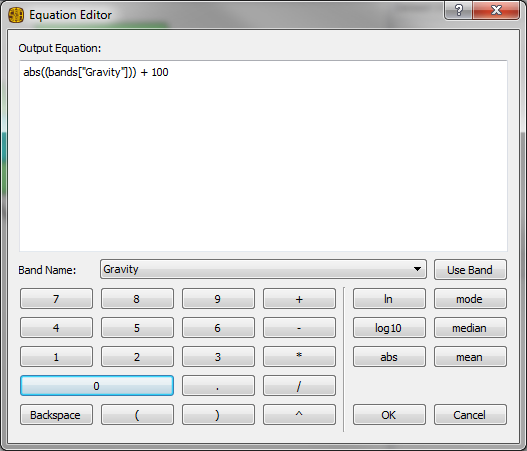 Equation Editor ? X
Output Equation:
abs((bands["Gravity"])) + 100
Band Name: Gravity Use Band
7 8 9 + ln mode
4 5 6 - log10 median
1 2 3 * abs mean
0 . /
Backspace ( ) ^ OK Cancel